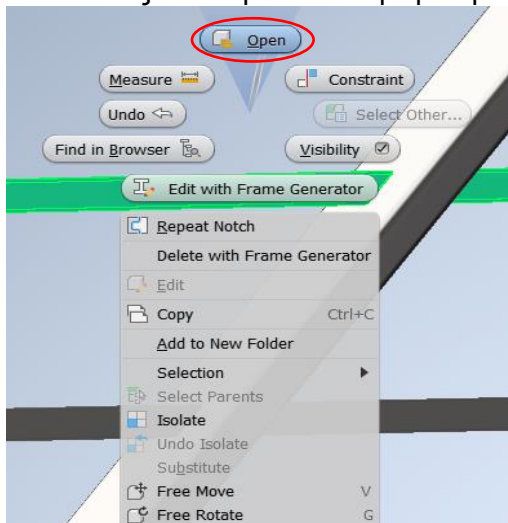 Open
Measure
Constraint
Undo
Select Other...
Find in Browser
Visibility
Edit with Frame Generator
Repeat Notch
Delete with Frame Generator
Edit
Copy Ctrl+C
Add to New Folder
Selection
Select Parents
Isolate
Undo Isolate
Substitute
Free Move V
Free Rotate G